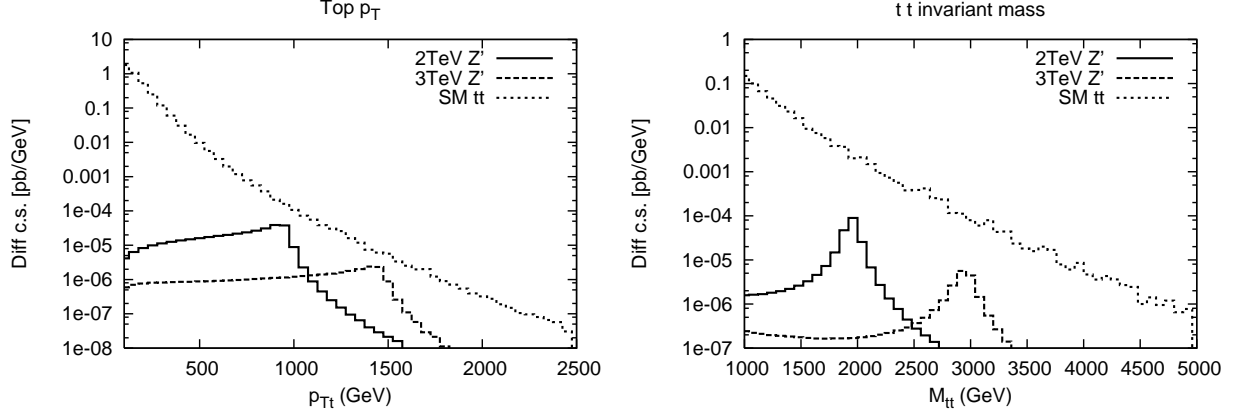 Top pT
Diff c.s. [pb/GeV]
10
1
0.1
0.01
0.001
1e-04
1e-05
1e-06
1e-07
1e-08
2TeV Z'
3TeV Z'
SM tt
500 1000 1500 2000 2500
pTt (GeV)
t t invariant mass
Diff c.s. [pb/GeV]
1
0.1
0.01
0.001
1e-04
1e-05
1e-06
1e-07
2TeV Z'
3TeV Z'
SM tt
1000 1500 2000 2500 3000 3500 4000 4500 5000
Mtt (GeV)